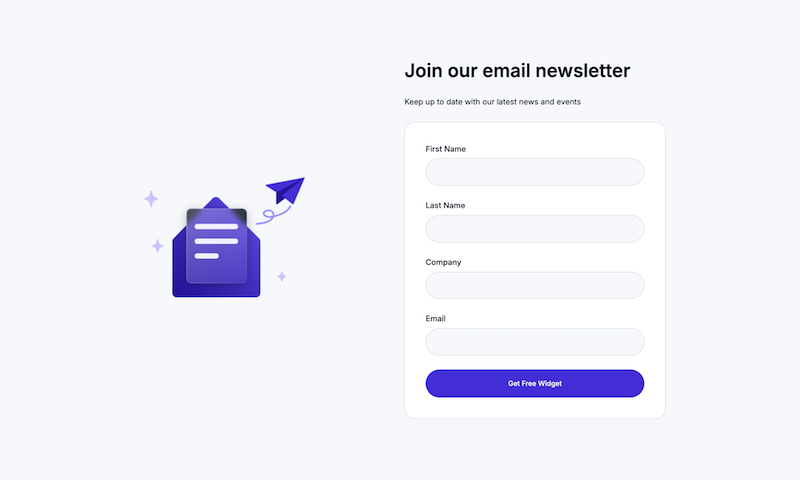 Join our email newsletter
Keep up to date with our latest news and events
First Name
Last Name
Company
Email
Get Free Widget